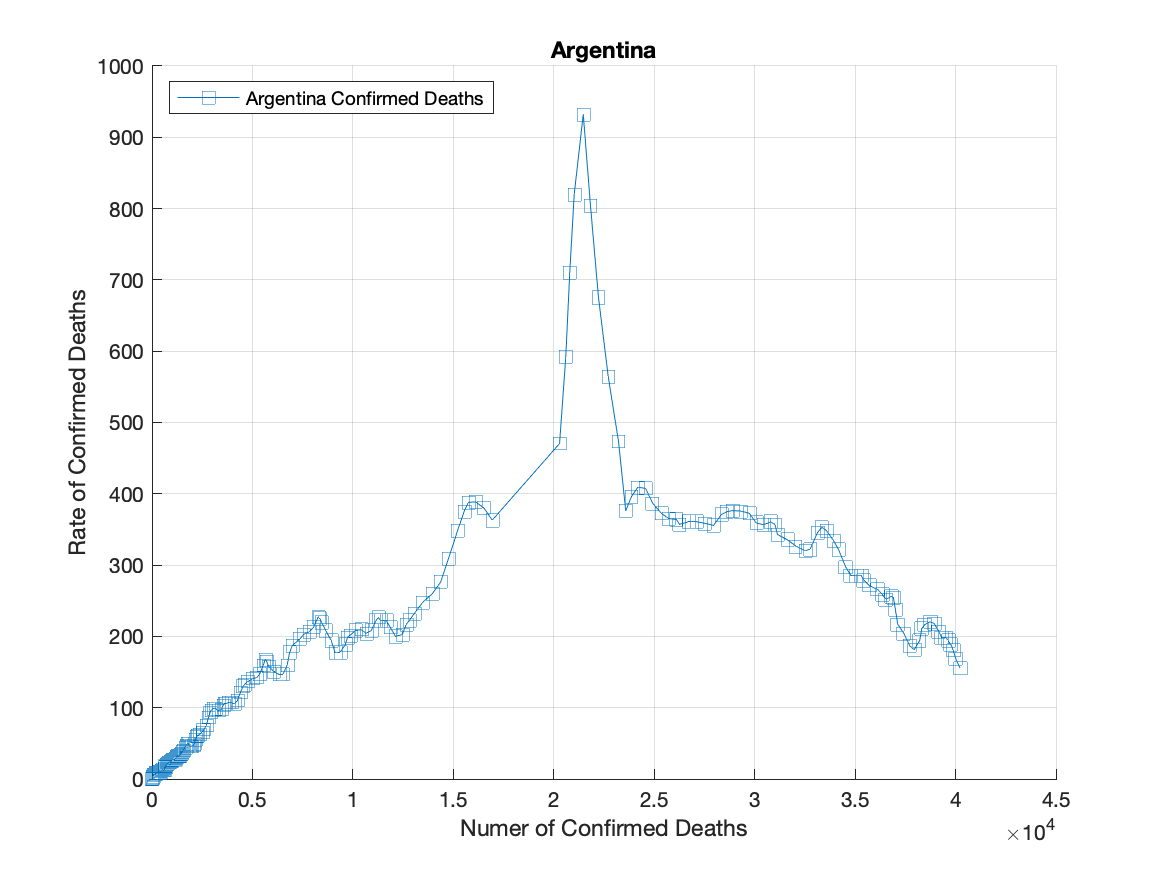 Argentina
Argentina Confirmed Deaths
Rate of Confirmed Deaths
1000
900
800
700
600
500
400
300
200
100
0
0 0.5 1 1.5 2 2.5 3 3.5 4 4.5
Numer of Confirmed Deaths
×10⁴